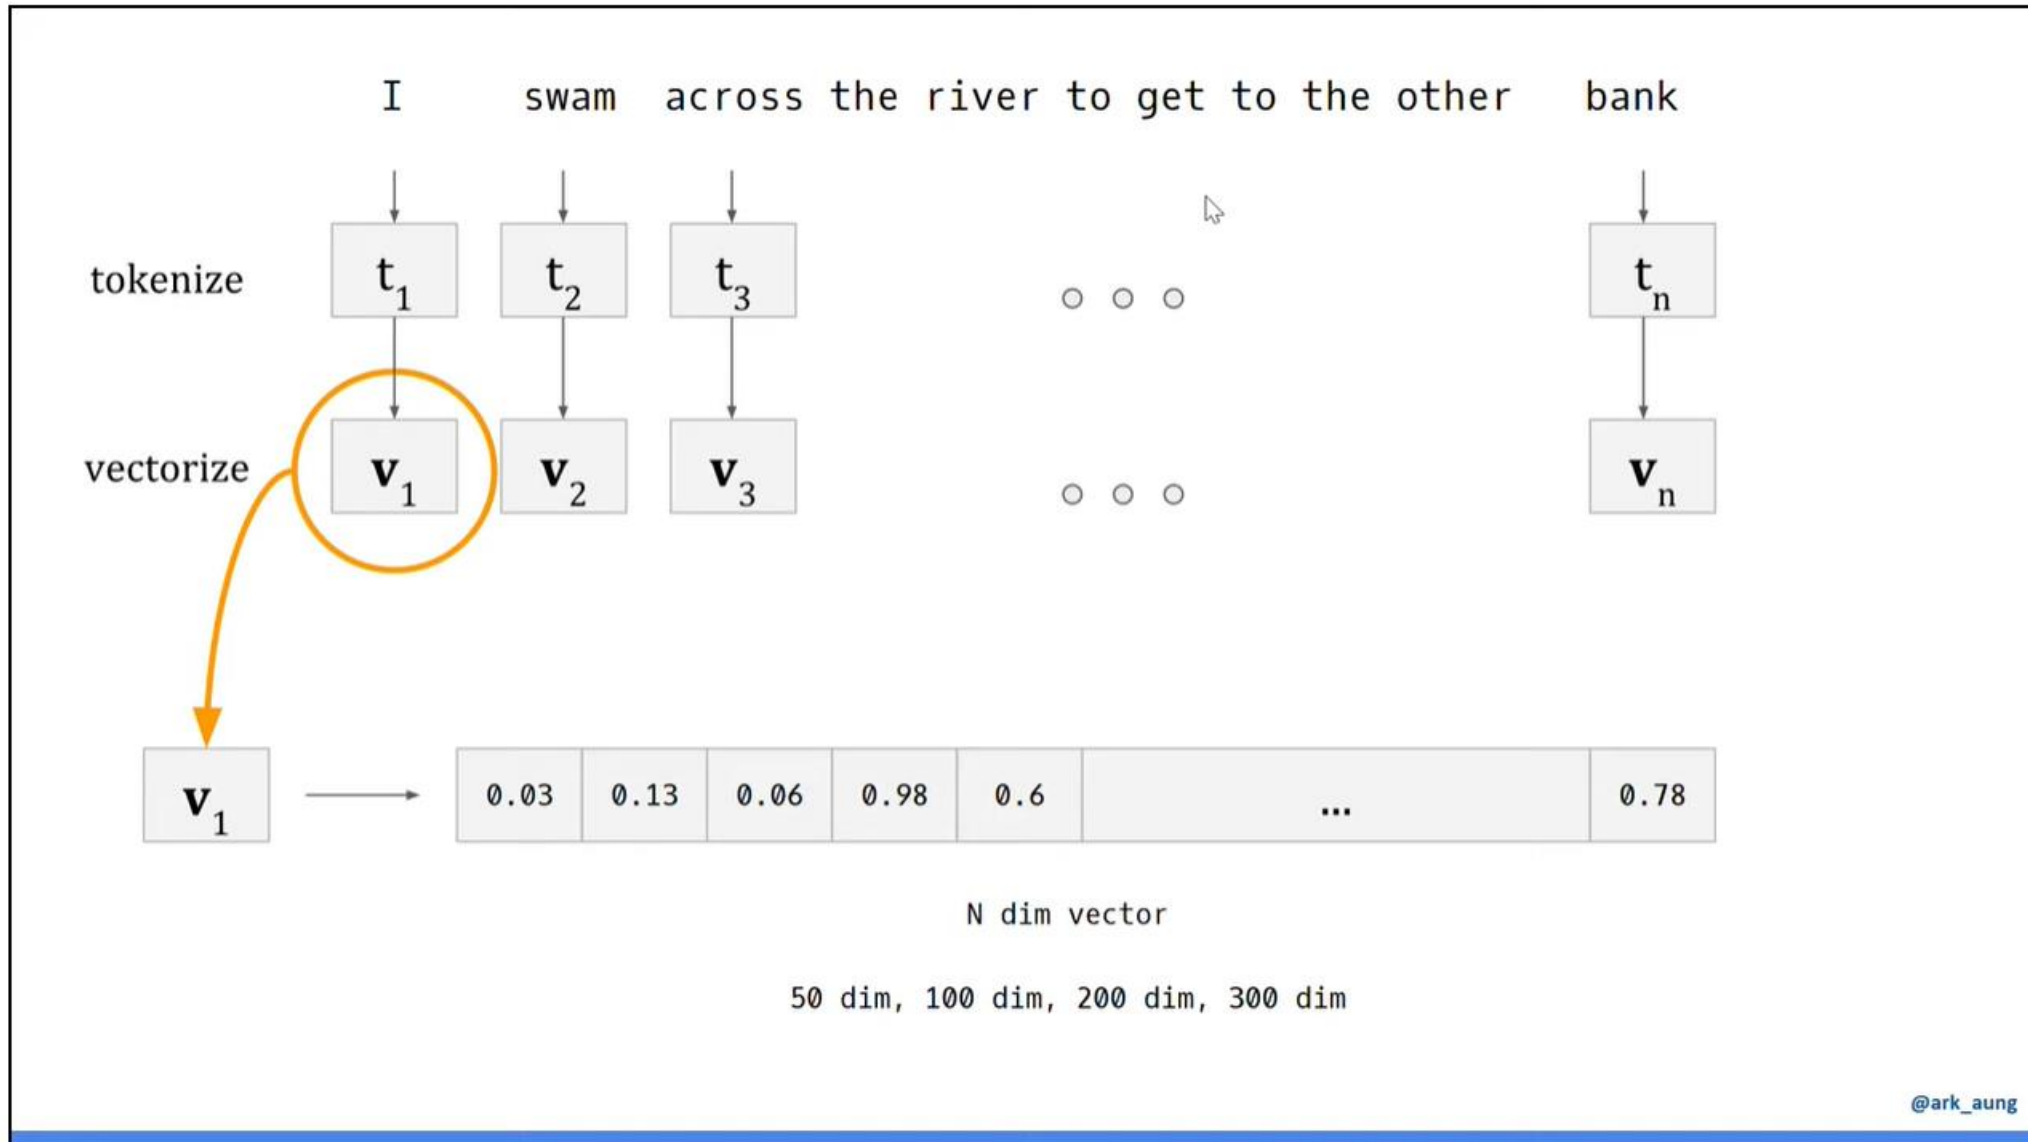 I swam across the river to get to the other bank
tokenize t1 t2 t3 tn
vectorize v1 v2 v3 vn
v1 0.03 0.13 0.06 0.98 0.6 ... 0.78
N dim vector
50 dim, 100 dim, 200 dim, 300 dim
@ark_aung